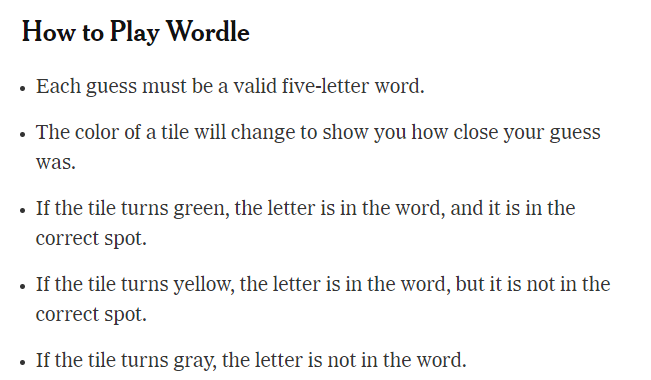 How to Play Wordle
• Each guess must be a valid five-letter word.
• The color of a tile will change to show you how close your guess
was.
• If the tile turns green, the letter is in the word, and it is in the
correct spot.
• If the tile turns yellow, the letter is in the word, but it is not in the
correct spot.
• If the tile turns gray, the letter is not in the word.